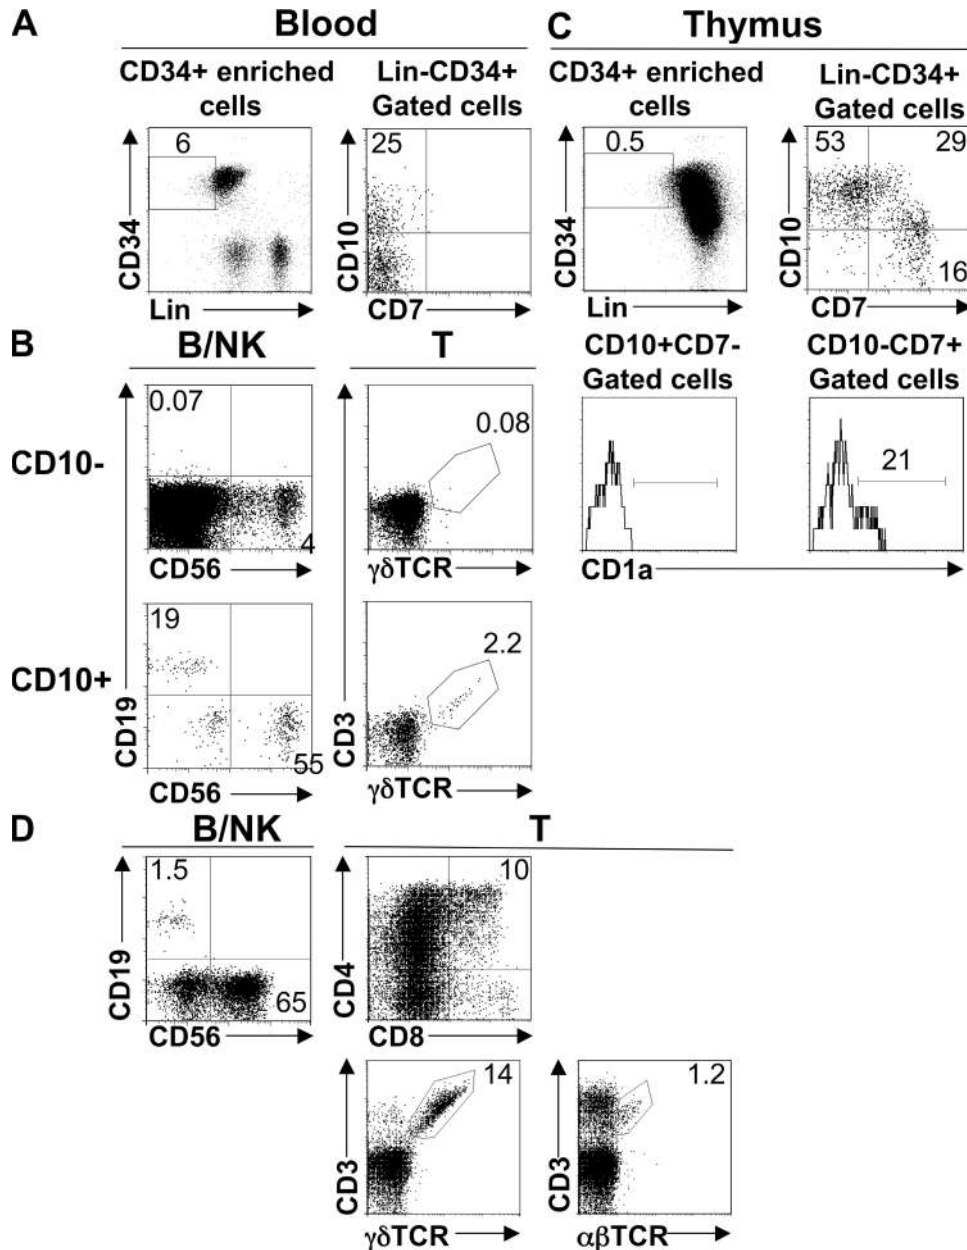 A
Blood
CD34+ enriched
cells
Lin-CD34+
Gated cells
6
CD34
Lin
25
CD10
CD7
C
Thymus
CD34+ enriched
cells
Lin-CD34+
Gated cells
0.5
CD34
Lin
53
29
16
CD10
CD7
CD10+CD7-
Gated cells
CD10-CD7+
Gated cells
21
CD1a
B
B/NK
T
CD10-
0.07
4
CD56
0.08
γδTCR
CD10+
19
55
CD19
CD56
2.2
CD3
γδTCR
D
B/NK
T
1.5
65
CD19
CD56
10
CD4
CD8
14
CD3
γδTCR
1.2
CD3
αβTCR